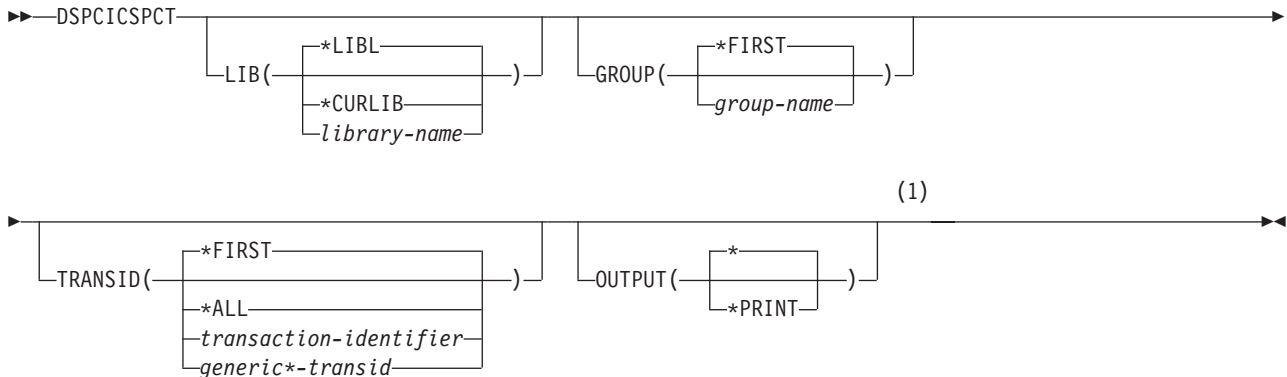 DSPCICSPCT
*LIBL
LIB( )
*CURLIB
library-name
*FIRST
GROUP( )
group-name
(1)
*FIRST
TRANSID( )
*ALL
transaction-identifier
generic*-transid
*
OUTPUT( )
*PRINT